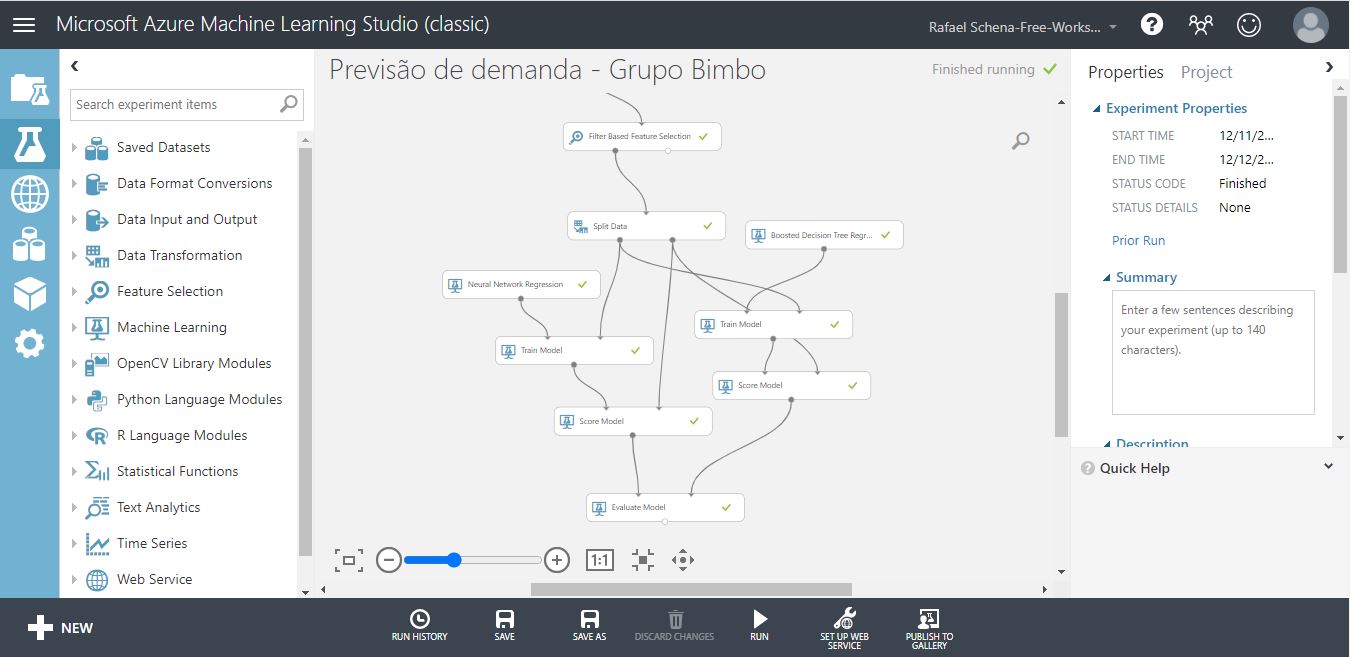 Microsoft Azure Machine Learning Studio (classic)
Rafael Schena-Free-Works...
Search experiment items
Saved Datasets
Data Format Conversions
Data Input and Output
Data Transformation
Feature Selection
Machine Learning
OpenCV Library Modules
Python Language Modules
R Language Modules
Statistical Functions
Text Analytics
Time Series
Web Service
Previsão de demanda - Grupo Bimbo
Finished running
Filter Based Feature Selection
Split Data
Boosted Decision Tree Regr...
Neural Network Regression
Train Model
Train Model
Score Model
Score Model
Evaluate Model
1:1
Properties
Project
Experiment Properties
START TIME 12/11/2...
END TIME 12/12/2...
STATUS CODE Finished
STATUS DETAILS None
Prior Run
Summary
Enter a few sentences describing
your experiment (up to 140
characters).
Description
Quick Help
NEW
RUN HISTORY
SAVE
SAVE AS
DISCARD CHANGES
RUN
SET UP WEB
SERVICE
PUBLISH TO
GALLERY